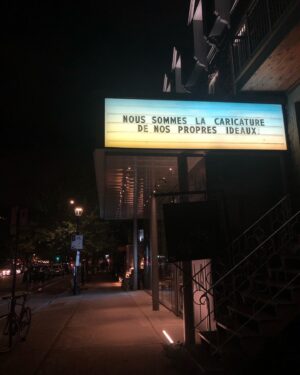 NOUS SOMMES LA CARICATURE
DE NOS PROPRES IDEAUX.